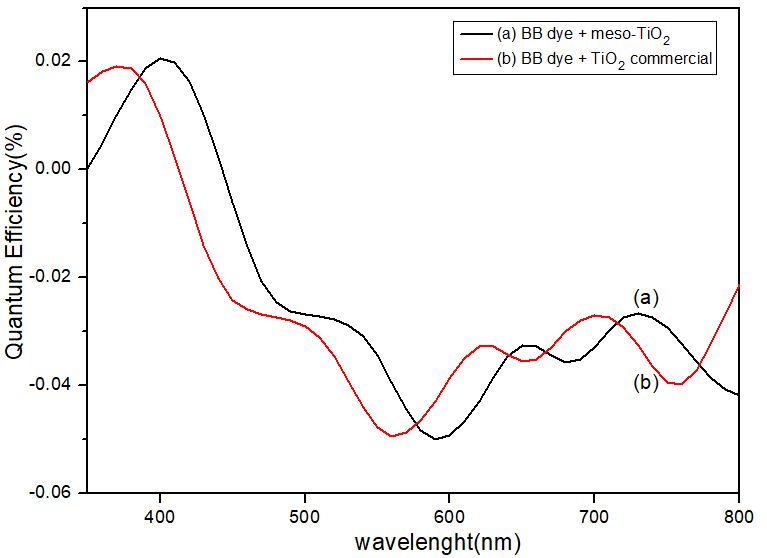 (a) BB dye + meso-TiO2
(b) BB dye + TiO2 commercial
0.02
0.00
-0.02
-0.04
-0.06
Quantum Efficiency(%)
(a)
(b)
400 500 600 700 800
wavelenght(nm)